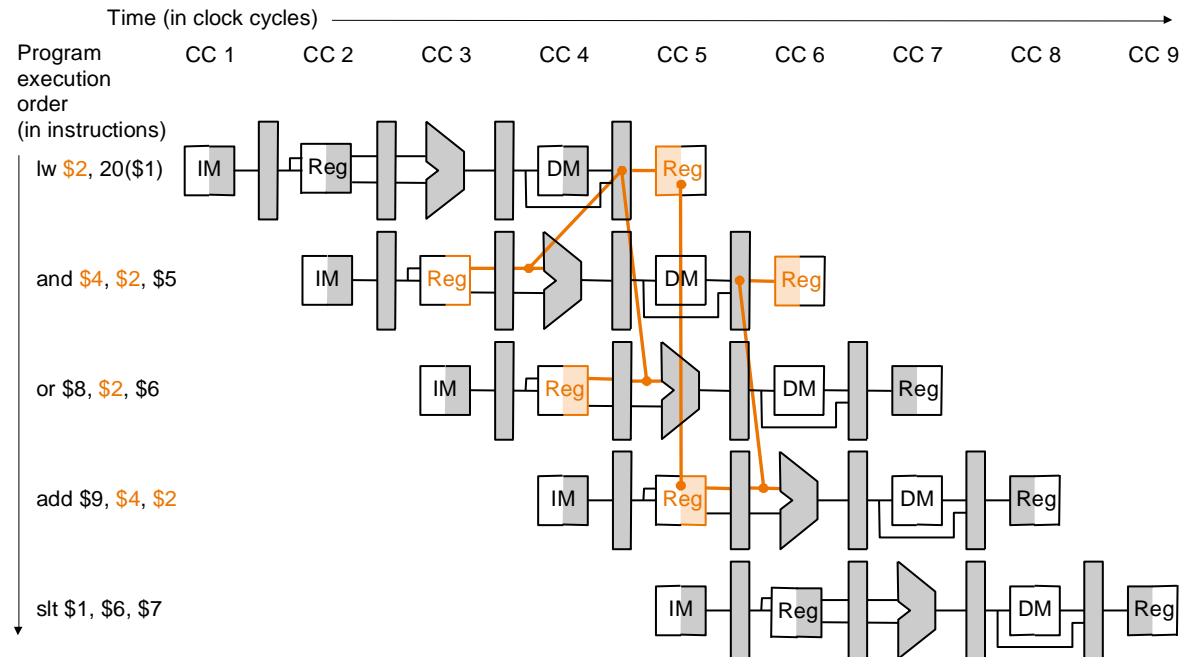 Time (in clock cycles)
Program
execution
order
(in instructions)
CC 1 CC 2 CC 3 CC 4 CC 5 CC 6 CC 7 CC 8 CC 9
lw $2, 20($1) IM Reg DM Reg
and $4, $2, $5 IM Reg DM Reg
or $8, $2, $6 IM Reg DM Reg
add $9, $4, $2 IM Reg DM Reg
slt $1, $6, $7 IM Reg DM Reg